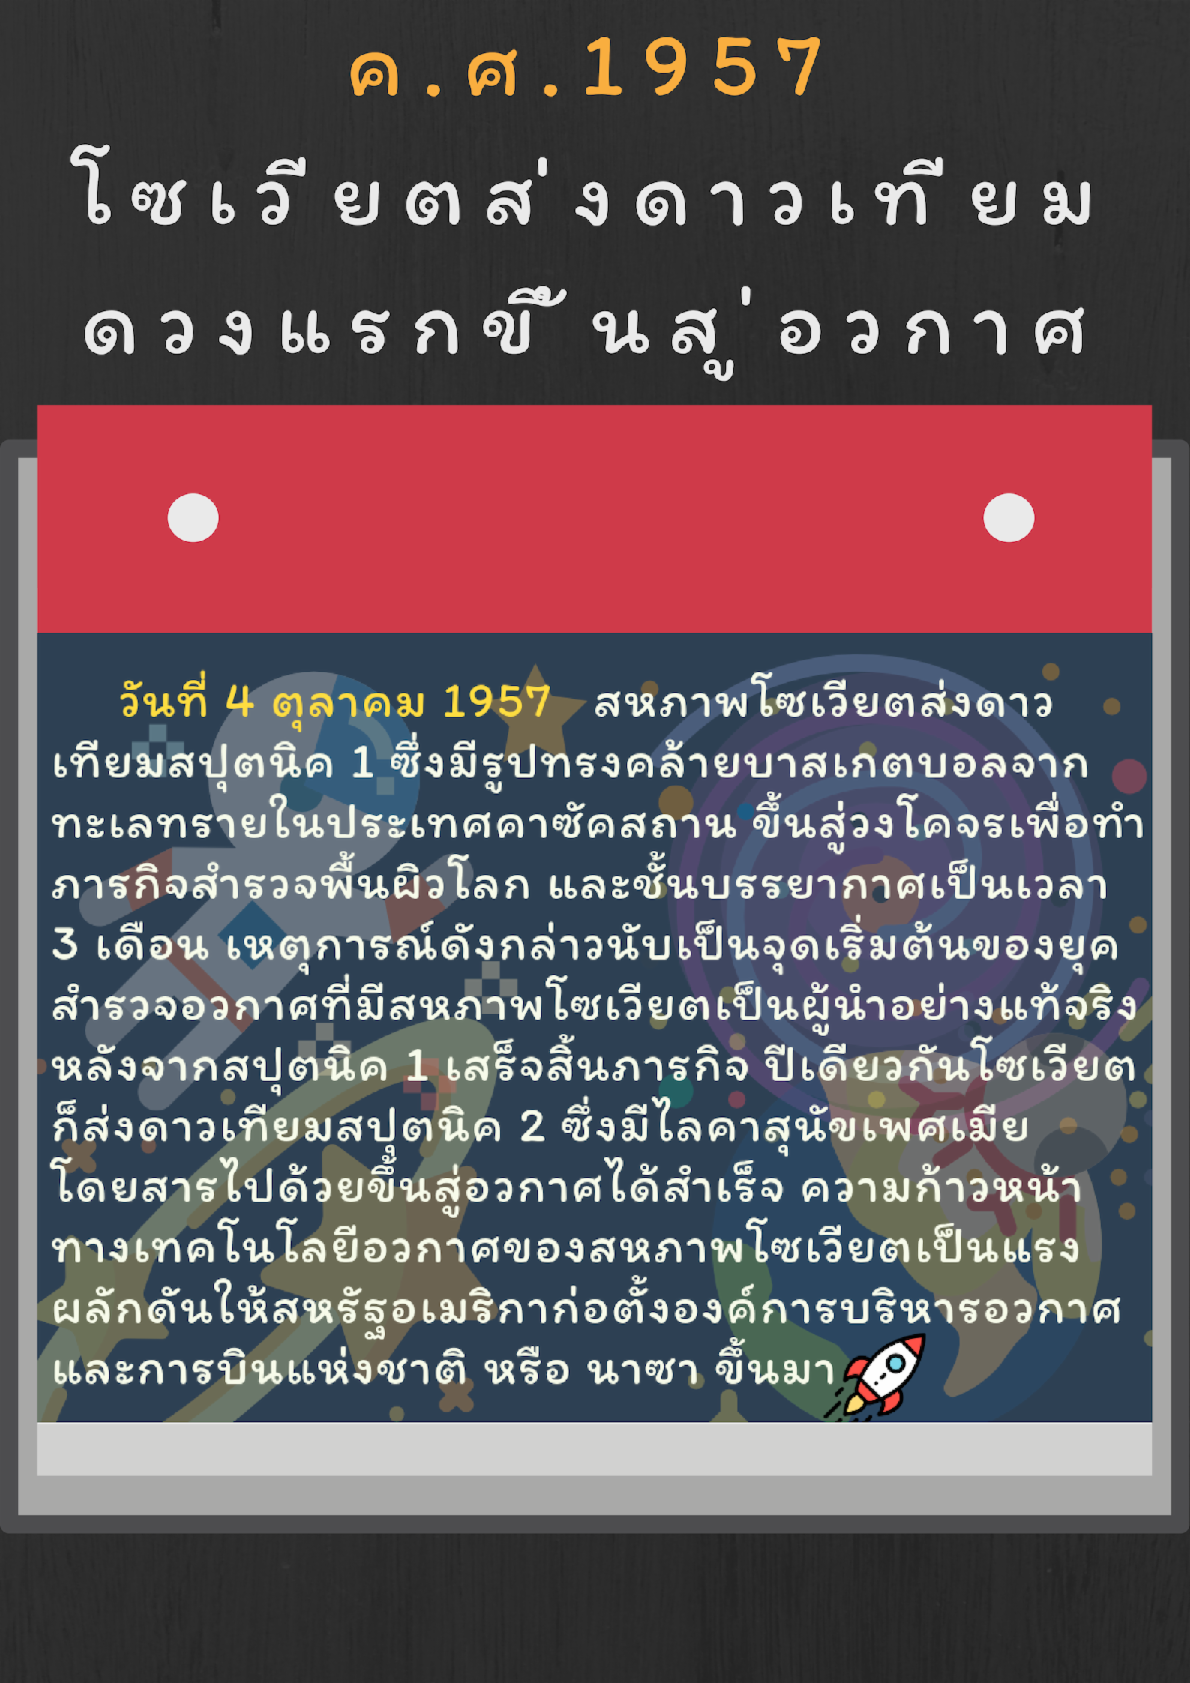 ค.ศ.1957
โซเวียตส่งดาวเทียม
ดวงแรกขึ้นสู่อวกาศ
วันที่ 4 ตุลาคม 1957 สหภาพโซเวียตส่งดาว
เทียมสปุตนิค 1 ซึ่งมีรูปทรงคล้ายบาสเกตบอลจาก
ทะเลทรายในประเทศคาซัคสถาน ขึ้นสู่วงโคจรเพื่อทำ
ภารกิจสำรวจพื้นผิวโลก และชั้นบรรยากาศเป็นเวลา
3 เดือน เหตุการณ์ดังกล่าวนับเป็นจุดเริ่มต้นของยุค
สำรวจอวกาศที่มีสหภาพโซเวียตเป็นผู้นำอย่างแท้จริง
หลังจากสปุตนิค 1 เสร็จสิ้นภารกิจ ปีเดียวกันโซเวียต
ก็ส่งดาวเทียมสปุตนิค 2 ซึ่งมีไลคาสุนัขเพศเมีย
โดยสารไปด้วยขึ้นสู่อวกาศได้สำเร็จ ความก้าวหน้า
ทางเทคโนโลยีอวกาศของสหภาพโซเวียตเป็นแรง
ผลักดันให้สหรัฐอเมริกาก่อตั้งองค์การบริหารอวกาศ
และการบินแห่งชาติ หรือ นาซา ขึ้นมา